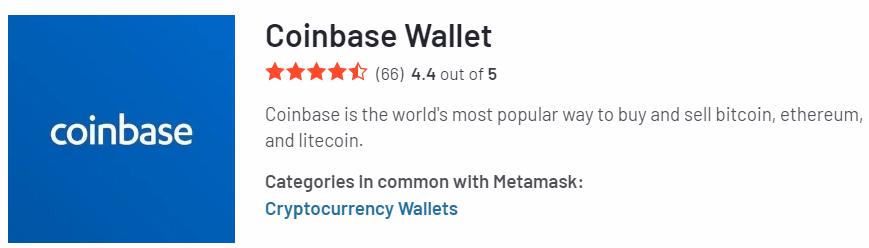 coinbase
Coinbase Wallet
(66) 4.4 out of 5
Coinbase is the world's most popular way to buy and sell bitcoin, ethereum,
and litecoin.
Categories in common with Metamask:
Cryptocurrency Wallets